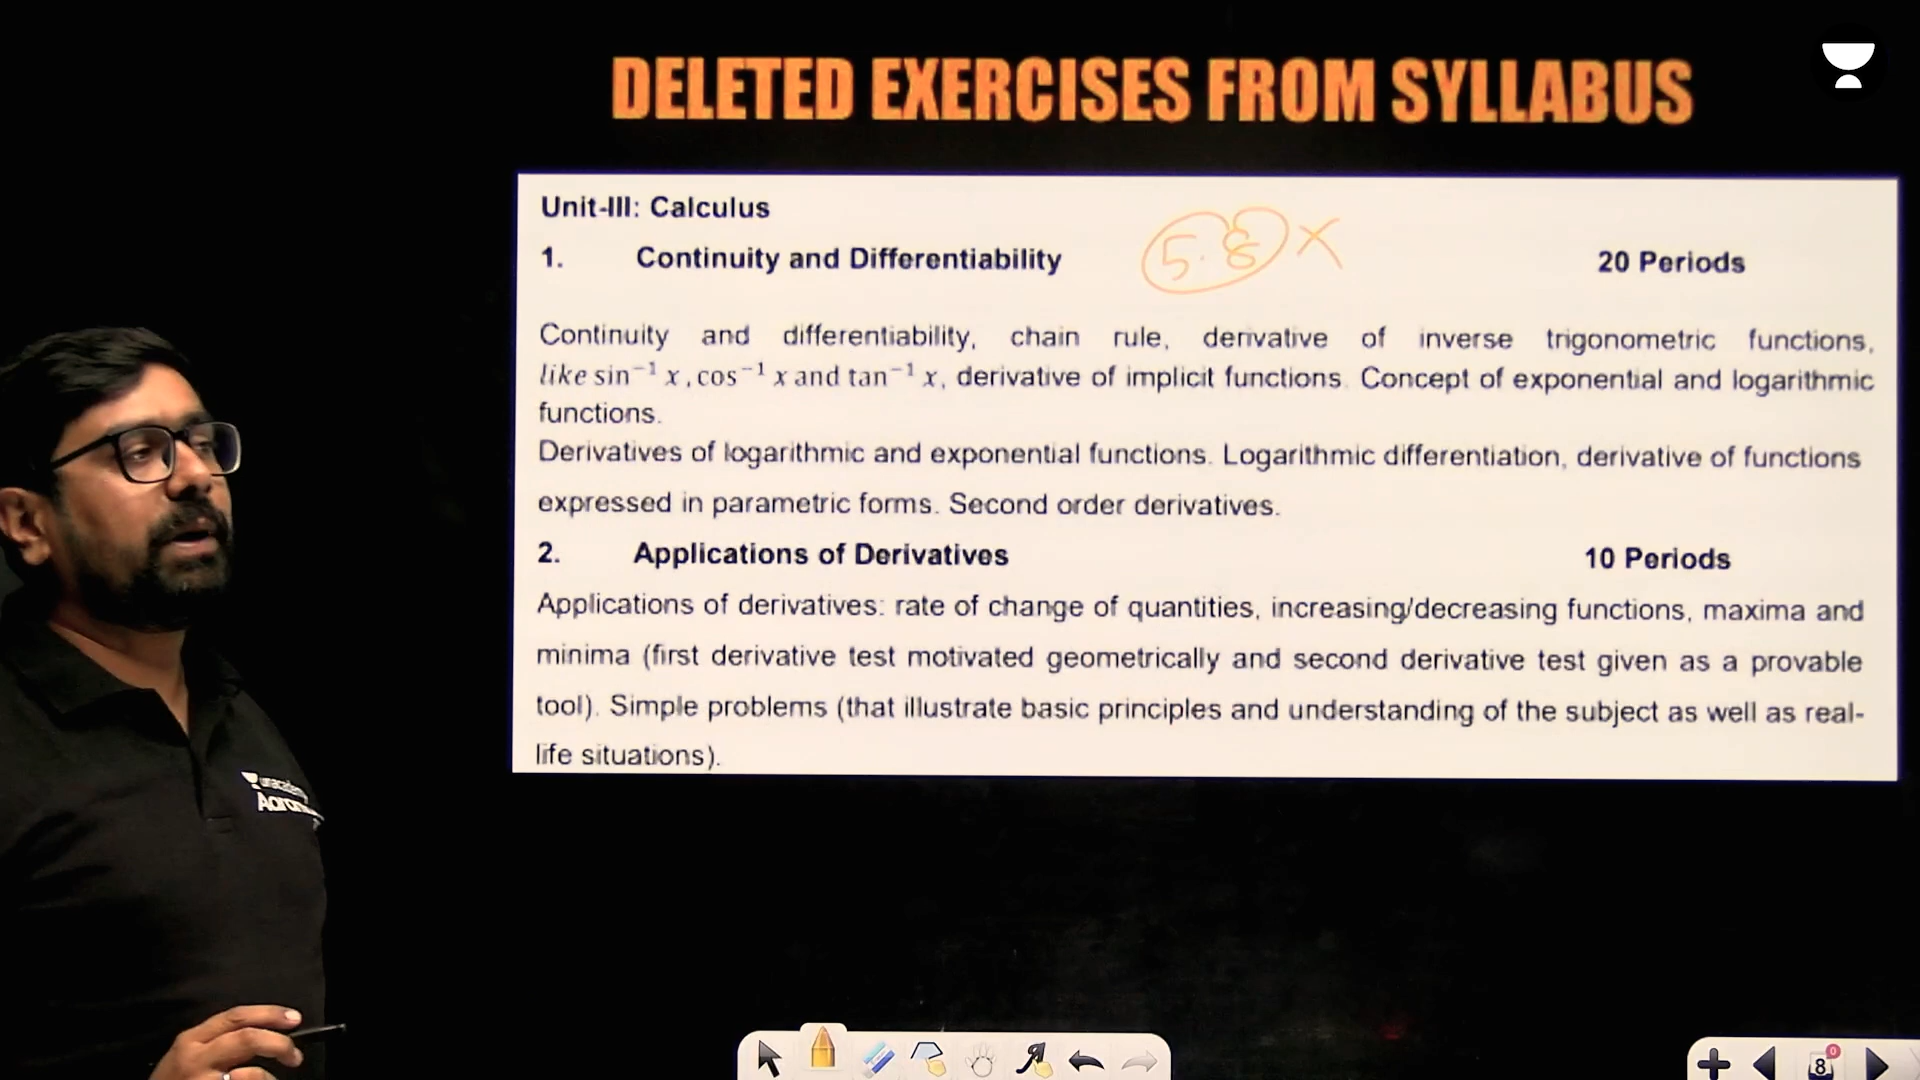 DELETED EXERCISES FROM SYLLABUS
Unit-III: Calculus
5.8 X
1. Continuity and Differentiability 20 Periods
Continuity and differentiability, chain rule, derivative of inverse trigonometric functions,
like sin⁻¹ x, cos⁻¹ x and tan⁻¹ x, derivative of implicit functions. Concept of exponential and logarithmic
functions.
Derivatives of logarithmic and exponential functions. Logarithmic differentiation, derivative of functions
expressed in parametric forms. Second order derivatives.
2. Applications of Derivatives 10 Periods
Applications of derivatives: rate of change of quantities, increasing/decreasing functions, maxima and
minima (first derivative test motivated geometrically and second derivative test given as a provable
tool). Simple problems (that illustrate basic principles and understanding of the subject as well as real-
life situations).
unacademy
8
0